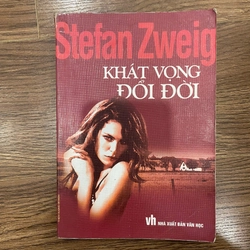 Stefan Zweig
KHÁT VỌNG
ĐỔI ĐỜI
vh NHÀ XUẤT BẢN VĂN HỌC